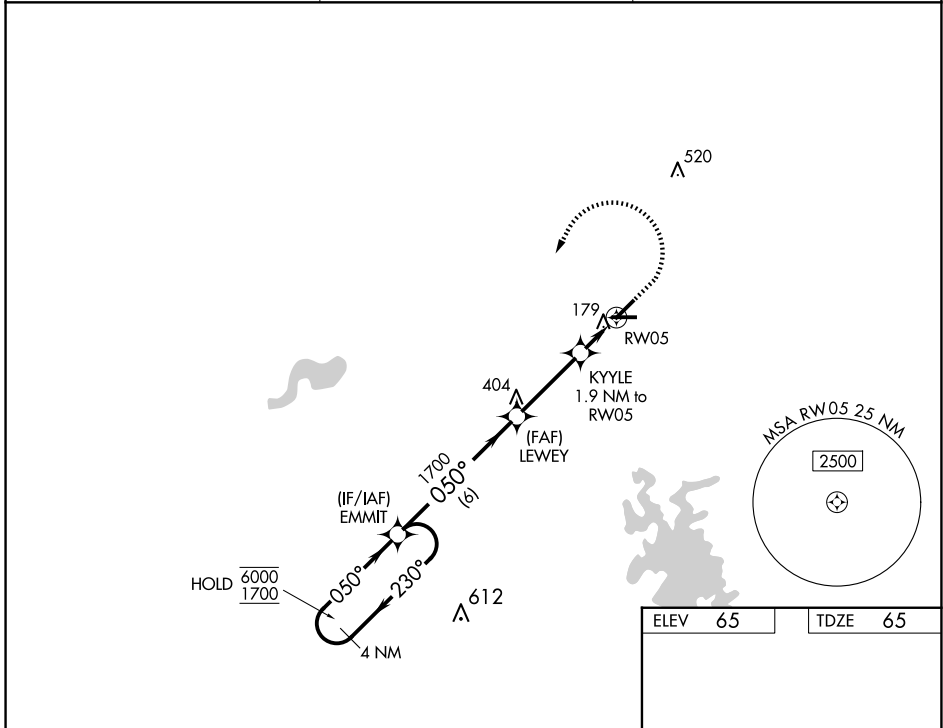 520
179
RW05
KYYLE
1.9 NM to
RW05
404
(FAF)
LEWEY
MSA RW05 25 NM
2500
1700
050°
(6)
(IF/IAF)
EMMIT
HOLD 6000
1700
050°
230°
612
4 NM
ELEV 65
TDZE 65